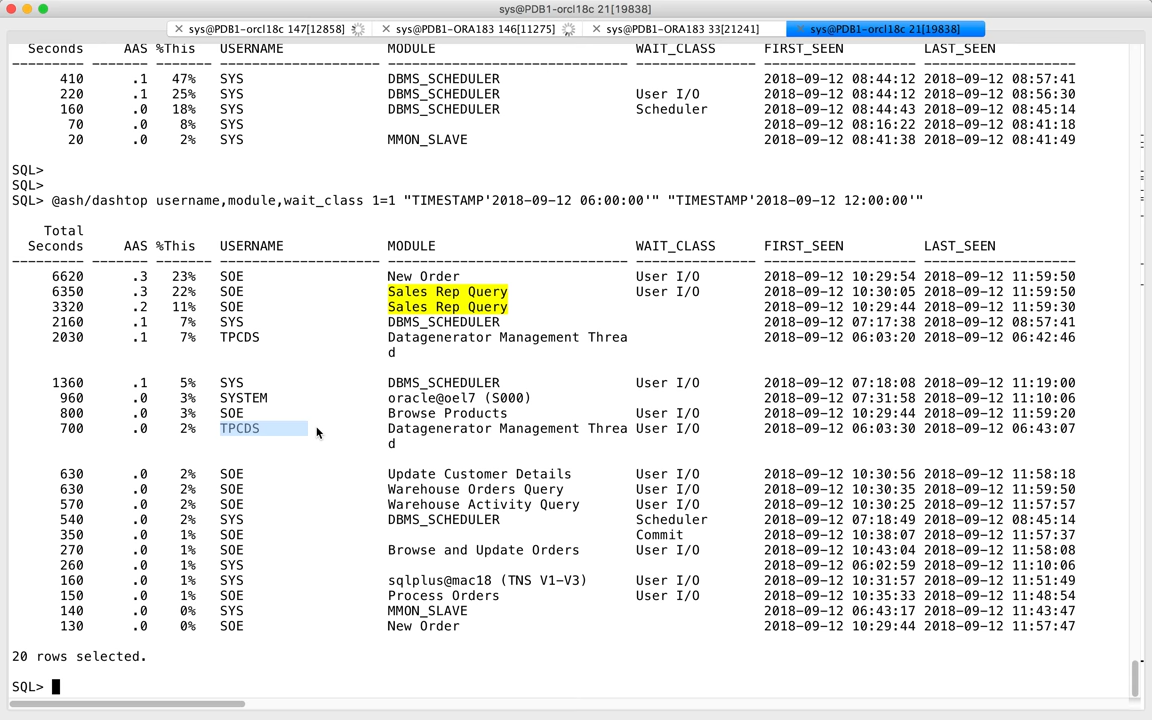 sys@PDB1-orcl18c 21[19838]
sys@PDB1-orcl18c 147[12858] sys@PDB1-ORA183 146[11275] sys@PDB1-ORA183 33[21241] sys@PDB1-orcl18c 21[19838]
Seconds AAS %This USERNAME MODULE WAIT_CLASS FIRST_SEEN LAST_SEEN
--------- ------- ------- -------------------- ------------------------------ --------------- ------------------- -------------------
410 .1 47% SYS DBMS_SCHEDULER 2018-09-12 08:44:12 2018-09-12 08:57:41
220 .1 25% SYS DBMS_SCHEDULER User I/O 2018-09-12 08:44:12 2018-09-12 08:56:30
160 .0 18% SYS DBMS_SCHEDULER Scheduler 2018-09-12 08:44:43 2018-09-12 08:45:14
70 .0 8% SYS 2018-09-12 08:16:22 2018-09-12 08:41:18
20 .0 2% SYS MMON_SLAVE 2018-09-12 08:41:38 2018-09-12 08:41:49
SQL>
SQL>
SQL> @ash/dashtop username,module,wait_class 1=1 "TIMESTAMP'2018-09-12 06:00:00'" "TIMESTAMP'2018-09-12 12:00:00'"
Total
Seconds AAS %This USERNAME MODULE WAIT_CLASS FIRST_SEEN LAST_SEEN
--------- ------- ------- -------------------- ------------------------------ --------------- ------------------- -------------------
6620 .3 23% SOE New Order User I/O 2018-09-12 10:29:54 2018-09-12 11:59:50
6350 .3 22% SOE Sales Rep Query User I/O 2018-09-12 10:30:05 2018-09-12 11:59:50
3320 .2 11% SOE Sales Rep Query 2018-09-12 10:29:44 2018-09-12 11:59:30
2160 .1 7% SYS DBMS_SCHEDULER 2018-09-12 07:17:38 2018-09-12 08:57:41
2030 .1 7% TPCDS Datagenerator Management Threa 2018-09-12 06:03:20 2018-09-12 06:42:46
d
1360 .1 5% SYS DBMS_SCHEDULER User I/O 2018-09-12 07:18:08 2018-09-12 11:19:00
960 .0 3% SYSTEM oracle@oel7 (S000) 2018-09-12 07:31:58 2018-09-12 11:10:06
800 .0 3% SOE Browse Products User I/O 2018-09-12 10:29:44 2018-09-12 11:59:20
700 .0 2% TPCDS Datagenerator Management Threa User I/O 2018-09-12 06:03:30 2018-09-12 06:43:07
d
630 .0 2% SOE Update Customer Details User I/O 2018-09-12 10:30:56 2018-09-12 11:58:18
630 .0 2% SOE Warehouse Orders Query User I/O 2018-09-12 10:30:35 2018-09-12 11:59:50
570 .0 2% SOE Warehouse Activity Query User I/O 2018-09-12 10:30:25 2018-09-12 11:57:57
540 .0 2% SYS DBMS_SCHEDULER Scheduler 2018-09-12 07:18:49 2018-09-12 08:45:14
350 .0 1% SOE Commit 2018-09-12 10:38:07 2018-09-12 11:57:37
270 .0 1% SOE Browse and Update Orders User I/O 2018-09-12 10:43:04 2018-09-12 11:58:08
260 .0 1% SYS 2018-09-12 06:02:59 2018-09-12 11:10:06
160 .0 1% SYS sqlplus@mac18 (TNS V1-V3) User I/O 2018-09-12 10:31:57 2018-09-12 11:51:49
150 .0 1% SOE Process Orders User I/O 2018-09-12 10:35:33 2018-09-12 11:48:54
140 .0 0% SYS MMON_SLAVE 2018-09-12 06:43:17 2018-09-12 11:43:47
130 .0 0% SOE New Order 2018-09-12 10:29:44 2018-09-12 11:57:47
20 rows selected.
SQL>